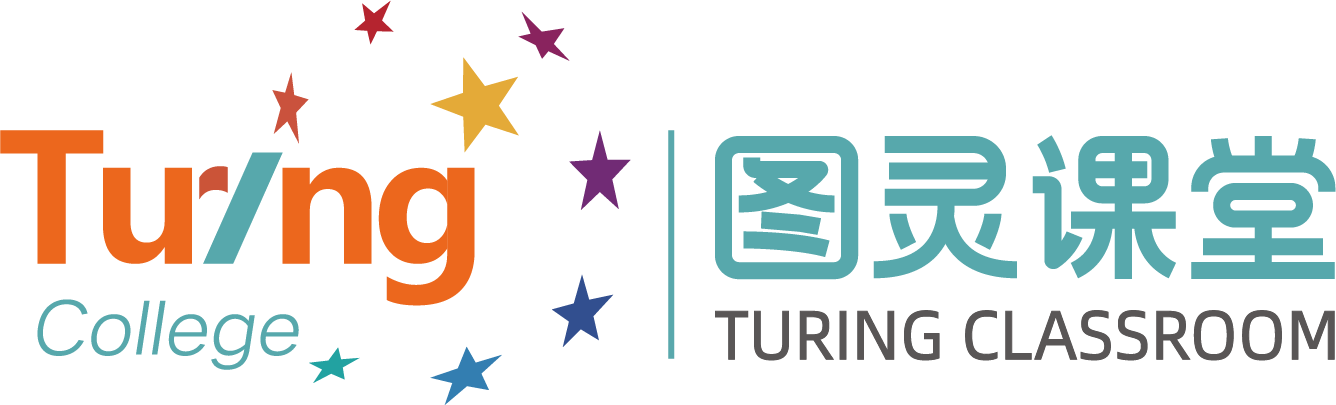 Turing
College
图灵课堂
TURING CLASSROOM